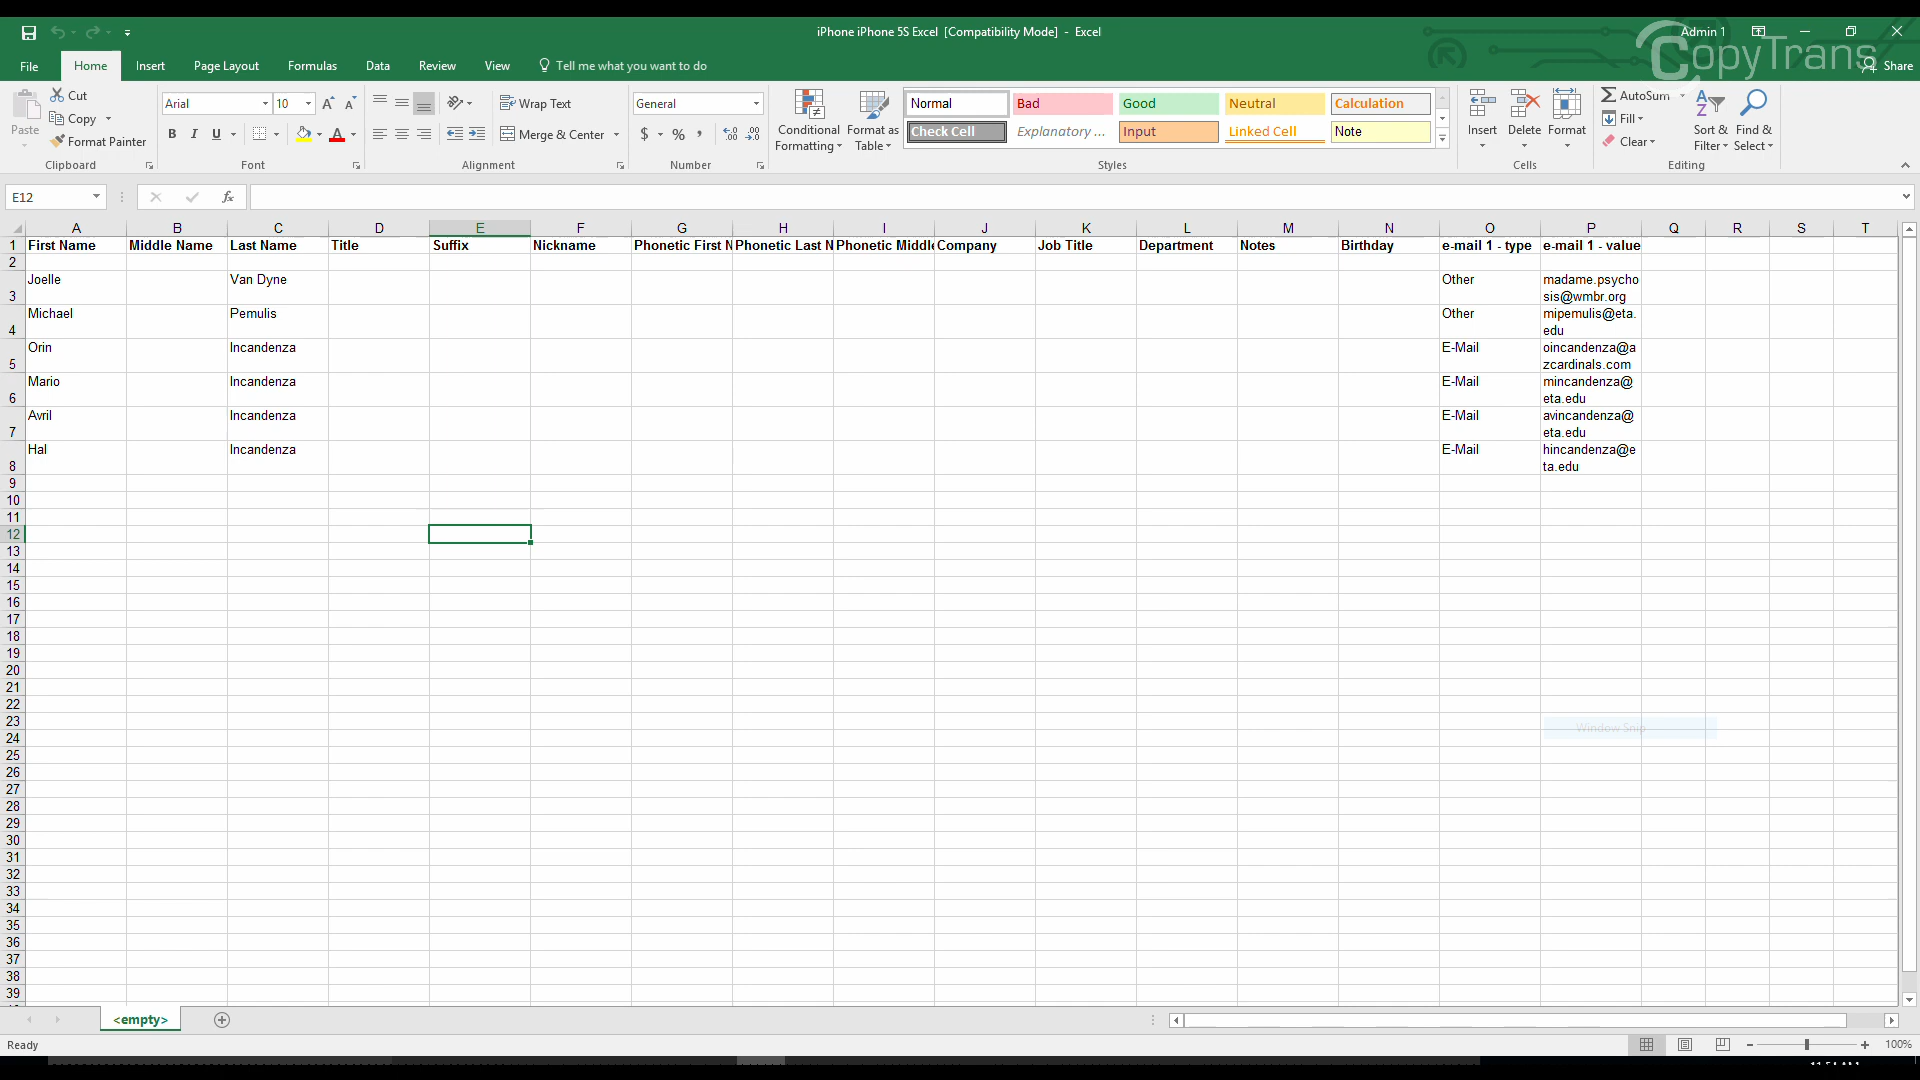 iPhone iPhone 5S Excel [Compatibility Mode] - Excel
Admin 1
CopyTrans
File Home Insert Page Layout Formulas Data Review View Tell me what you want to do Share
Paste
Cut
Copy
Format Painter
Clipboard
Arial 10
B I U
Font
Wrap Text
Merge & Center
Alignment
General
$ % ,
Number
Conditional Formatting
Format as Table
Normal Bad Good Neutral Calculation
Check Cell Explanatory ... Input Linked Cell Note
Styles
Insert Delete Format
Cells
AutoSum
Fill
Clear
Sort & Filter
Find & Select
Editing
E12 fx
A B C D E F G H I J K L M N O P Q R S T
1 First Name Middle Name Last Name Title Suffix Nickname Phonetic First N Phonetic Last N Phonetic Middle Company Job Title Department Notes Birthday e-mail 1 - type e-mail 1 - value
2
3 Joelle Van Dyne Other madame.psycho
sis@wmbr.org
4 Michael Pemulis Other mipemulis@eta.
edu
5 Orin Incandenza E-Mail oincandenza@a
zcardinals.com
6 Mario Incandenza E-Mail mincandenza@
eta.edu
7 Avril Incandenza E-Mail avincandenza@
eta.edu
8 Hal Incandenza E-Mail hincandenza@e
ta.edu
9
10
11
12
13
14
15
16
17
18
19
20
21
22
23
Window Snip
24
25
26
27
28
29
30
31
32
33
34
35
36
37
38
39
<empty>
Ready
100%